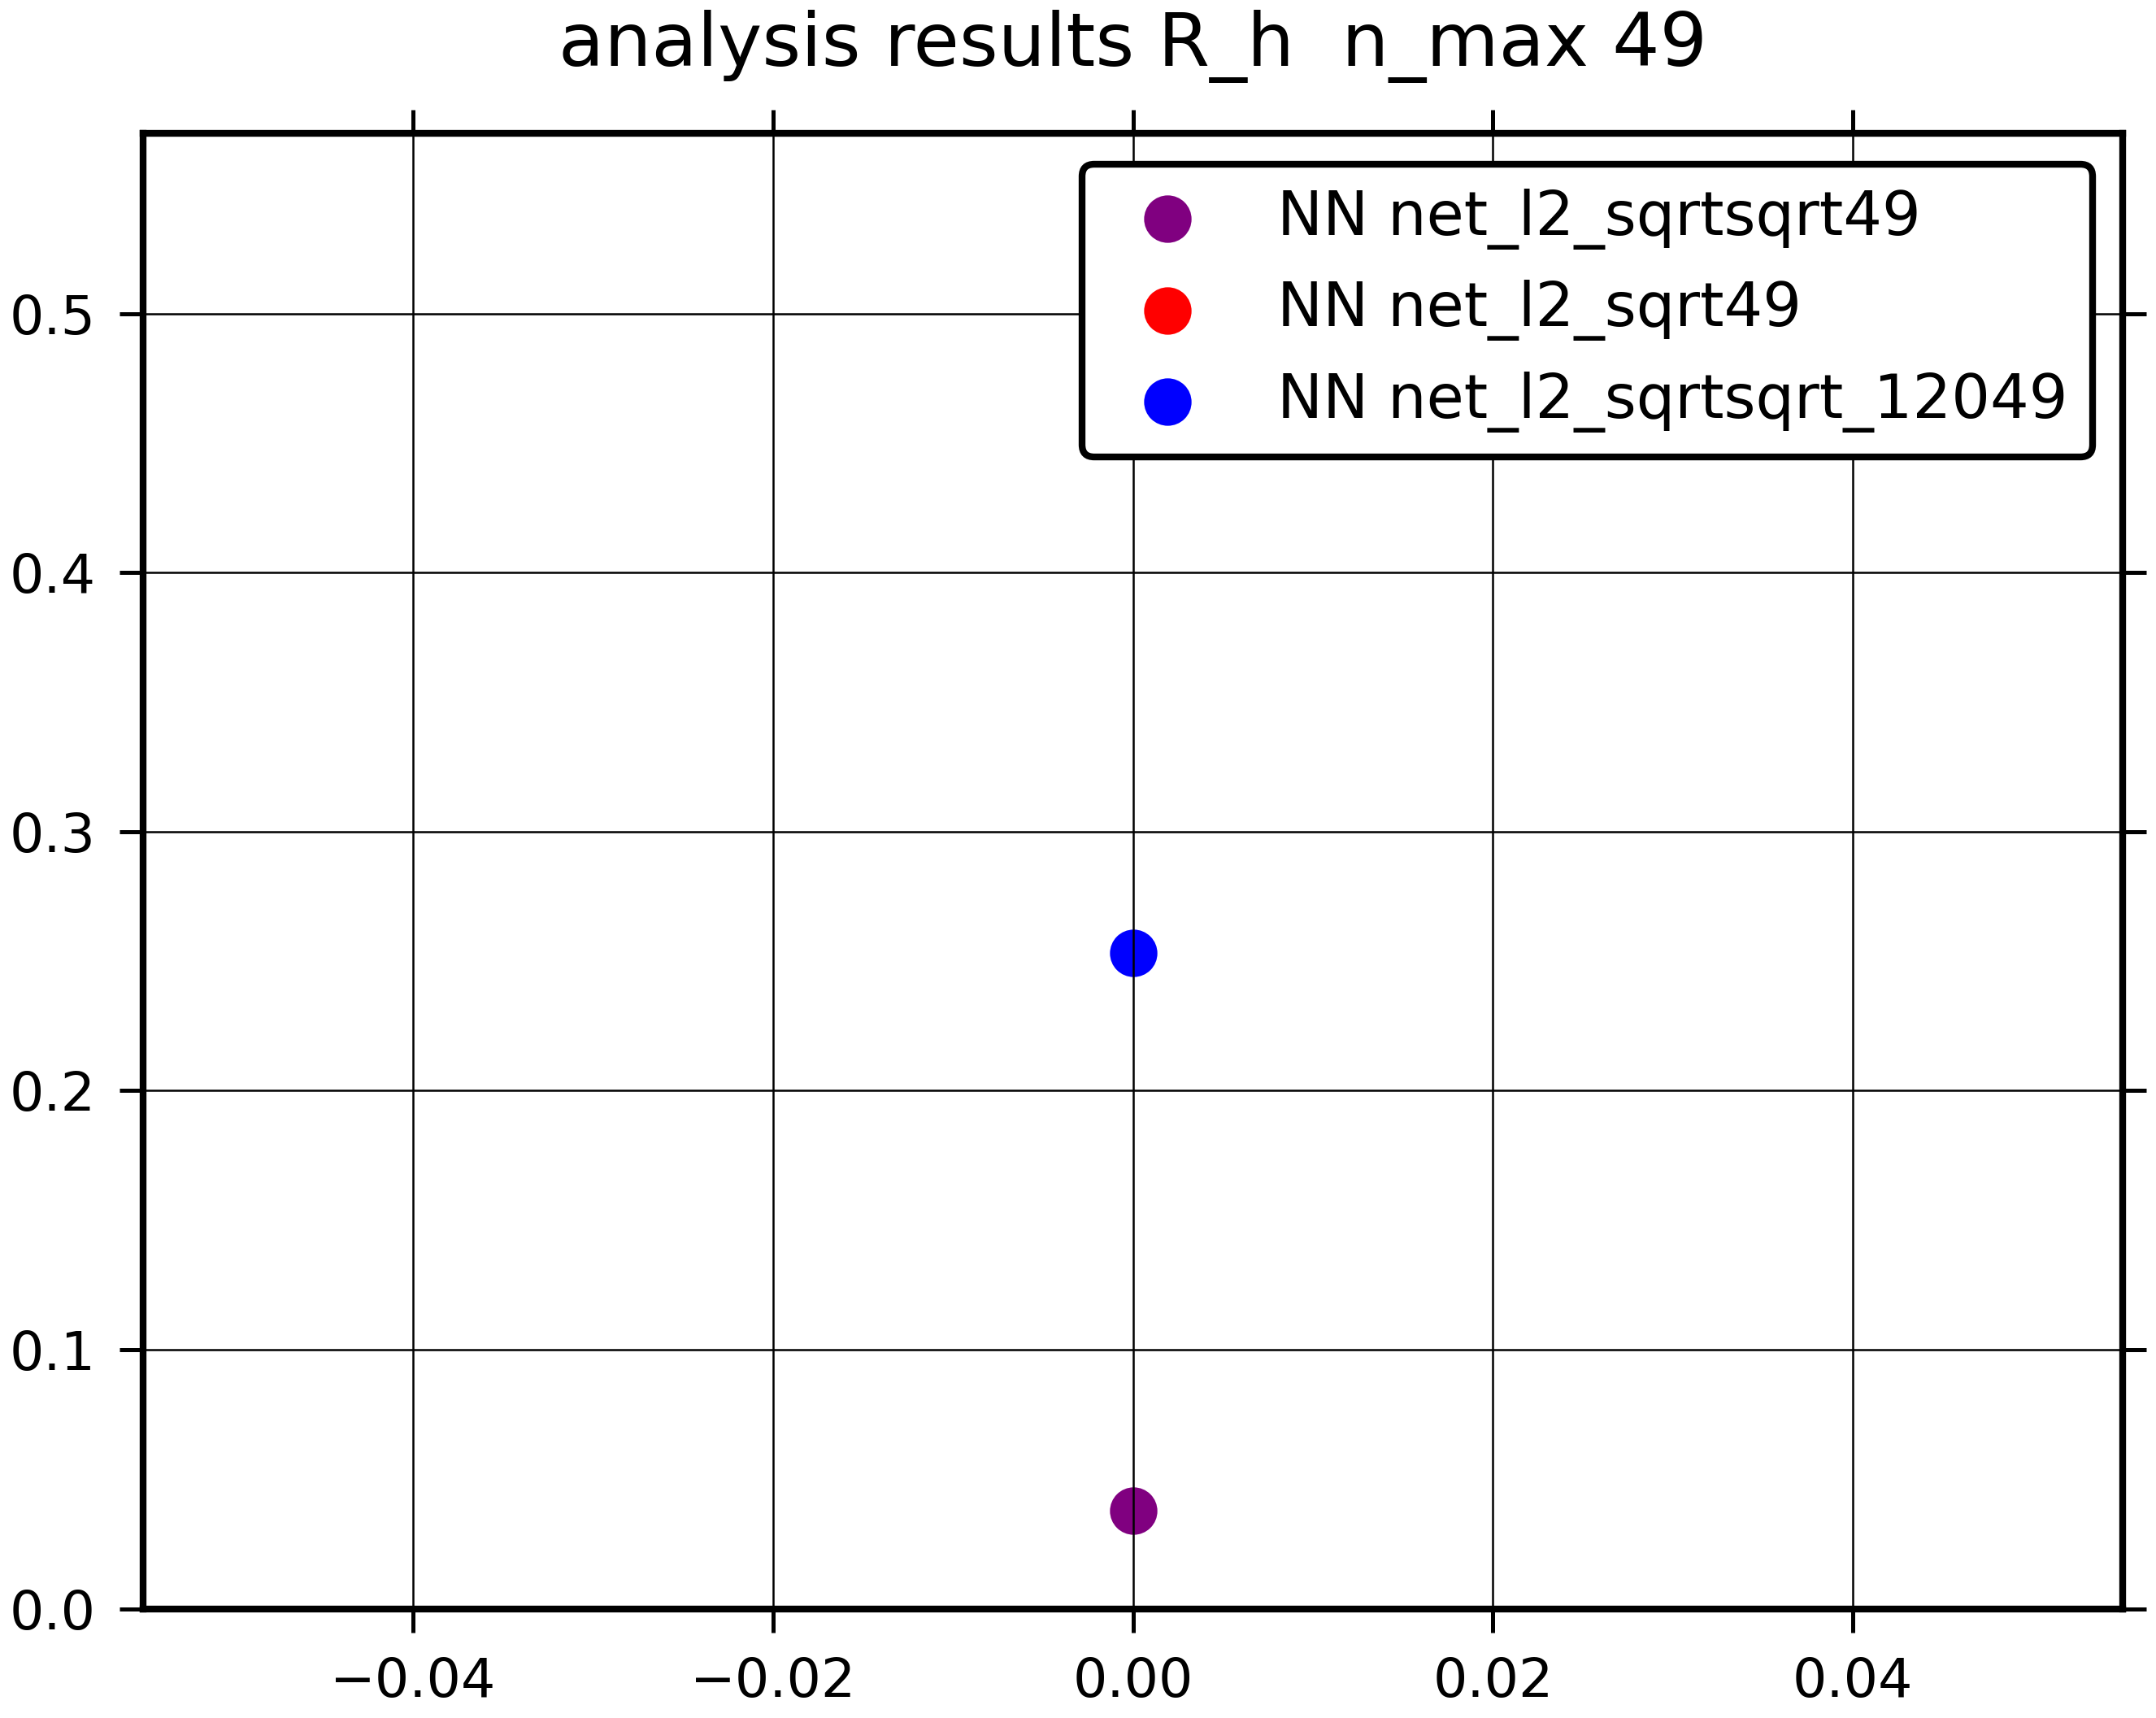 analysis results R_h  n_max 49
NN net_l2_sqrtsqrt49
NN net_l2_sqrt49
NN net_l2_sqrtsqrt_12049
0.5
0.4
0.3
0.2
0.1
0.0
−0.04 −0.02 0.00 0.02 0.04